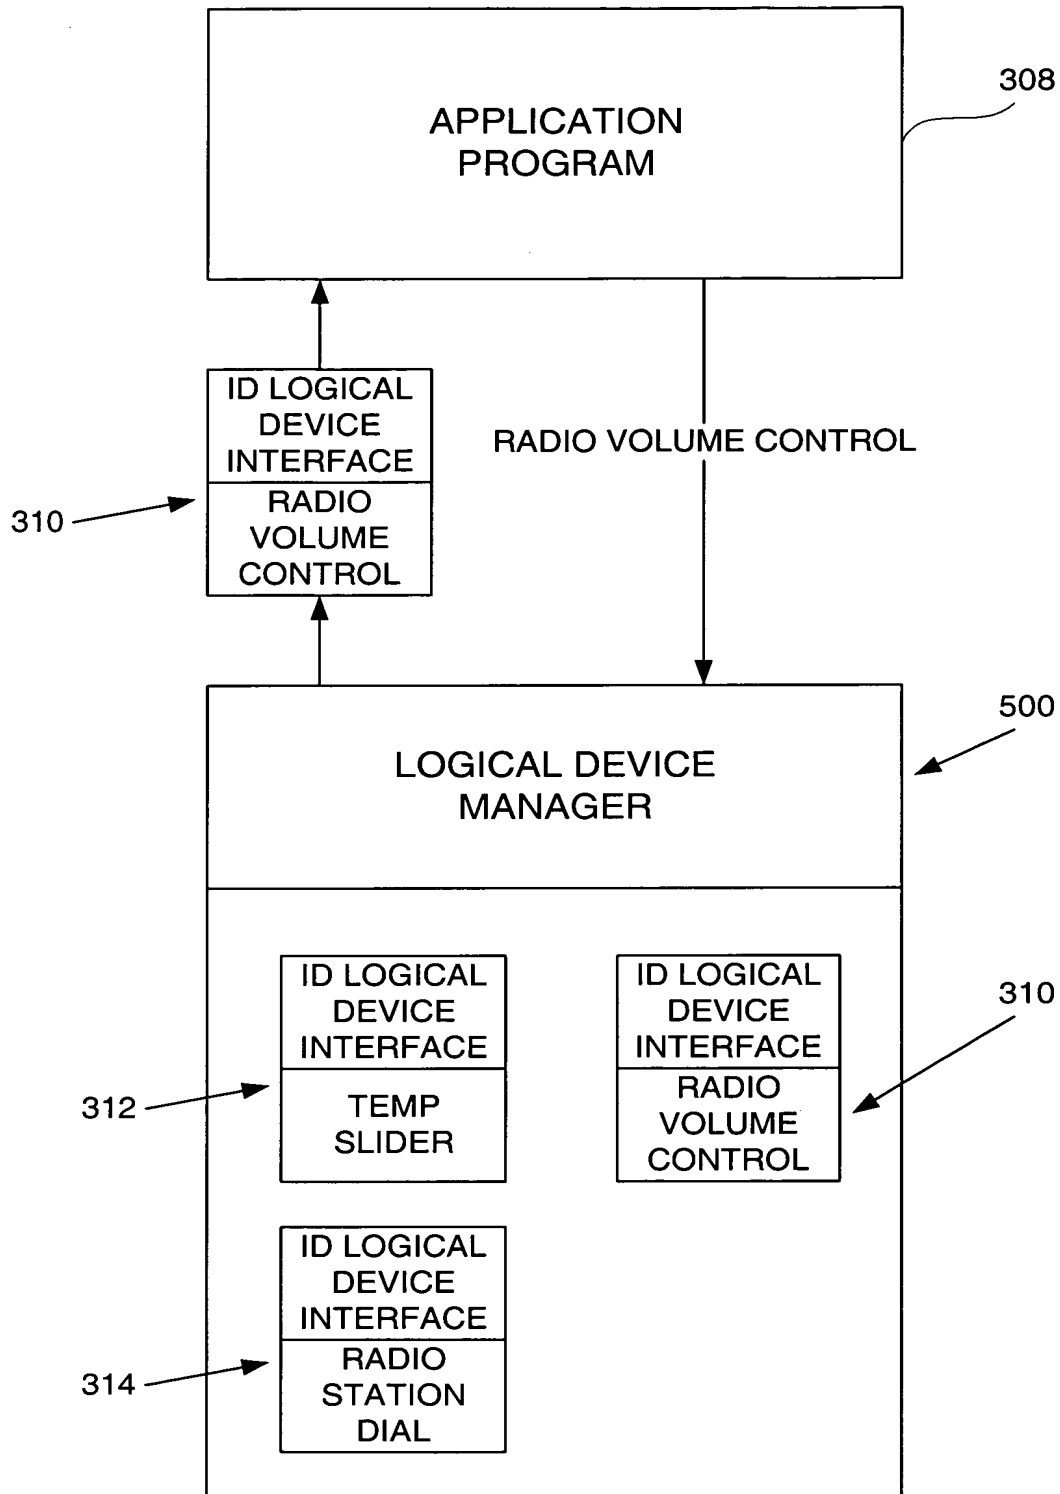 APPLICATION
PROGRAM
308
ID LOGICAL
DEVICE
INTERFACE
RADIO
VOLUME
CONTROL
310
RADIO VOLUME CONTROL
LOGICAL DEVICE
MANAGER
500
ID LOGICAL
DEVICE
INTERFACE
TEMP
SLIDER
312
ID LOGICAL
DEVICE
INTERFACE
RADIO
VOLUME
CONTROL
310
ID LOGICAL
DEVICE
INTERFACE
RADIO
STATION
DIAL
314